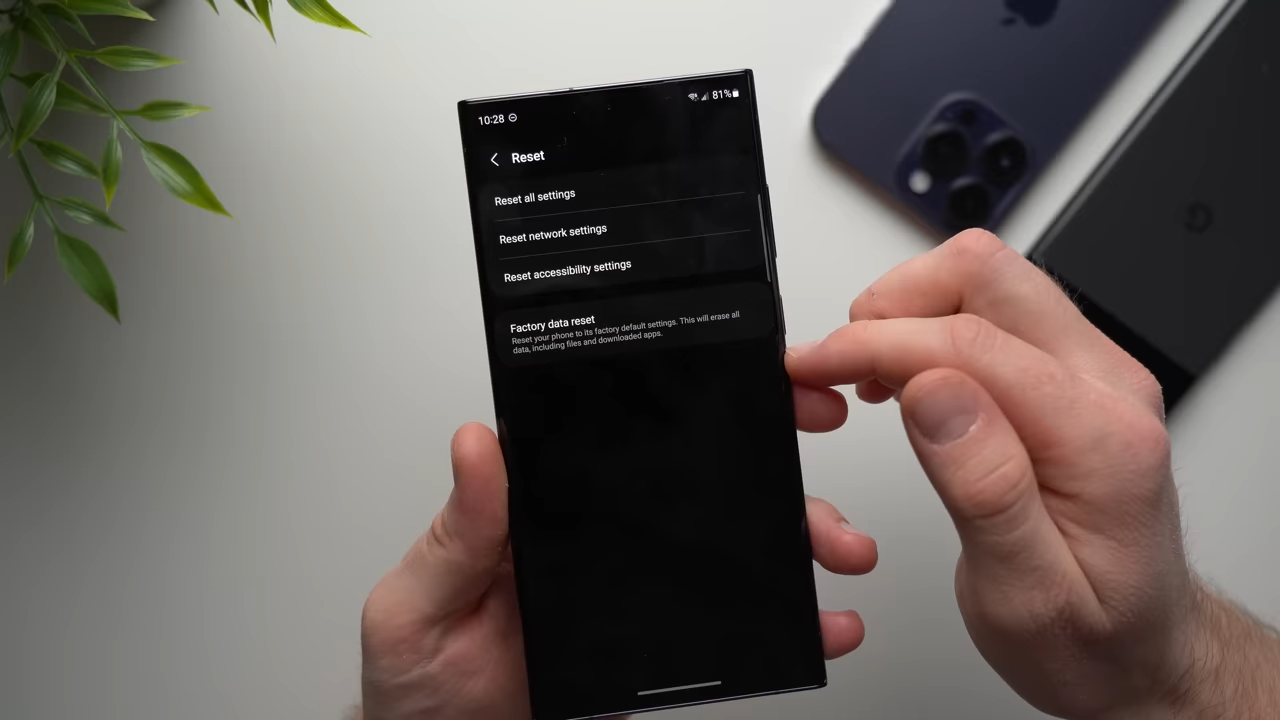 10:28
81%
Reset
Reset all settings
Reset network settings
Reset accessibility settings
Factory data reset
Reset your phone to its factory default settings. This will erase all
data, including files and downloaded apps.